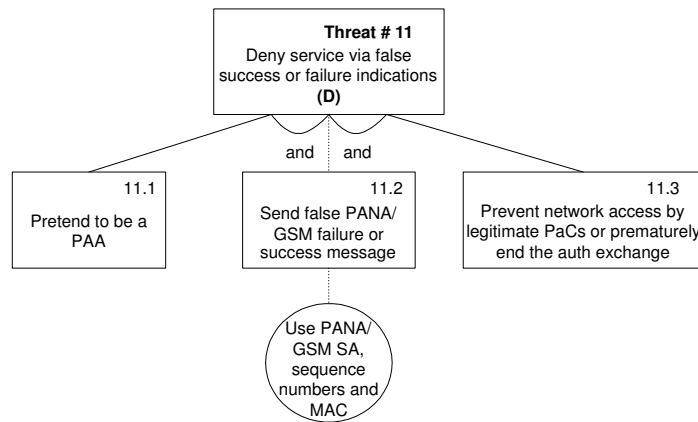 Threat # 11
Deny service via false
success or failure indications
(D)
and and
11.1
Pretend to be a
PAA
11.2
Send false PANA/
GSM failure or
success message
11.3
Prevent network access by
legitimate PaCs or prematurely
end the auth exchange
Use PANA/
GSM SA,
sequence
numbers and
MAC